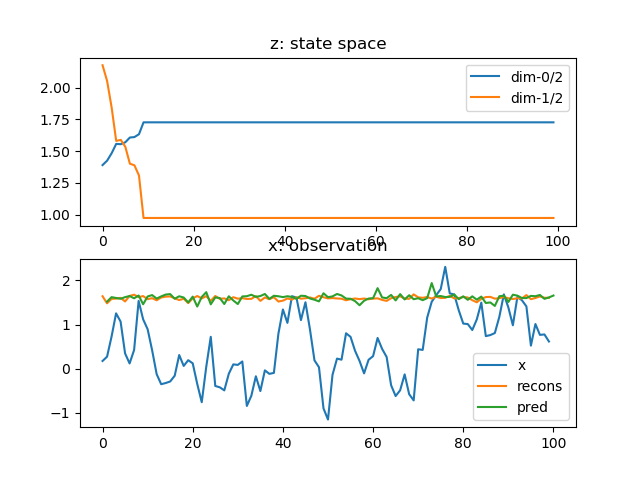 z: state space
2.00
1.75
1.50
1.25
1.00
dim-0/2
dim-1/2
0 20 40 60 80 100
x: observation
2
1
0
−1
x
recons
pred
0 20 40 60 80 100